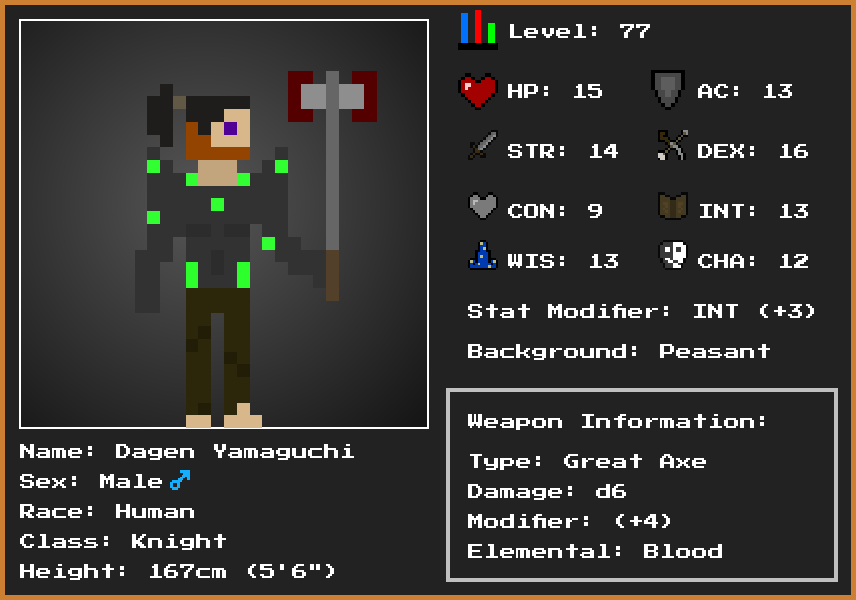 Level: 77
HP: 15
AC: 13
STR: 14
DEX: 16
CON: 9
INT: 13
WIS: 13
CHA: 12
Stat Modifier: INT (+3)
Background: Peasant
Weapon Information:
Type: Great Axe
Damage: d6
Modifier: (+4)
Elemental: Blood
Name: Dagen Yamaguchi
Sex: Male♂
Race: Human
Class: Knight
Height: 167cm (5'6")